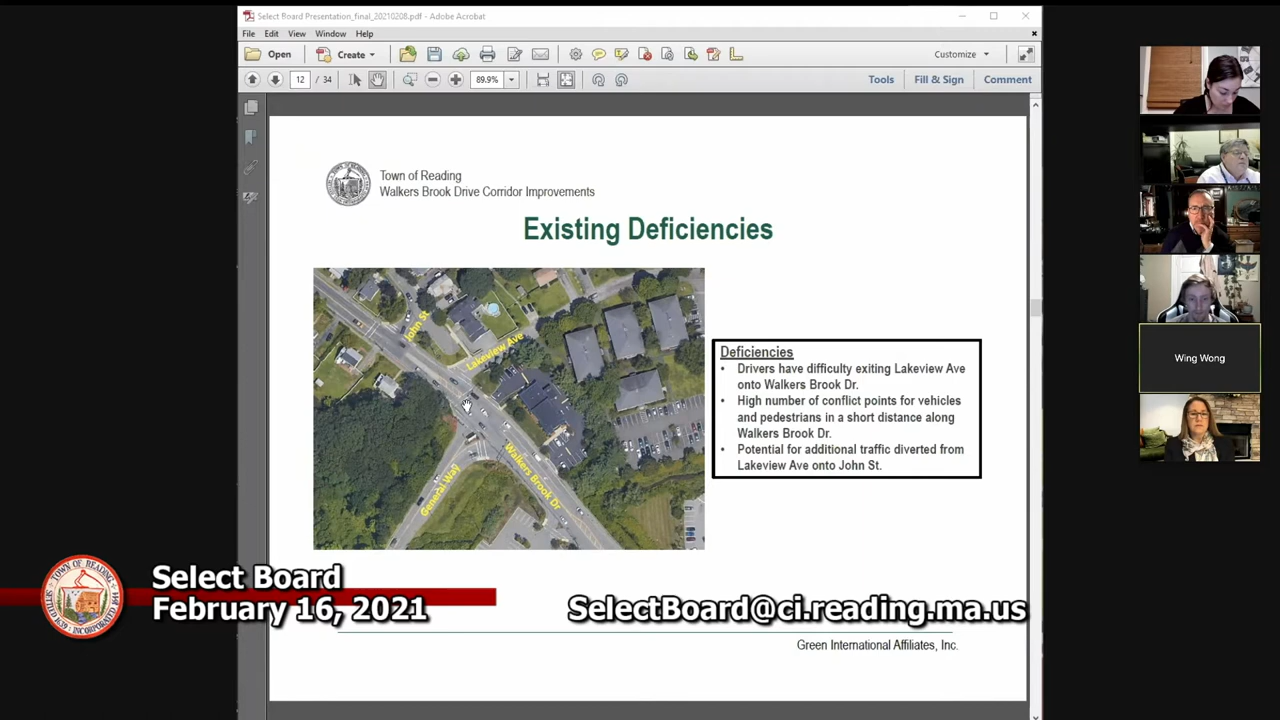 Select Board Presentation_final_20210208.pdf - Adobe Acrobat
File Edit View Window Help
Open Create Customize
12 / 34 89.9% Tools Fill & Sign Comment
Town of Reading
Walkers Brook Drive Corridor Improvements
Existing Deficiencies
John St
Lakeview Ave
General Way
Walkers Brook Dr
Deficiencies
• Drivers have difficulty exiting Lakeview Ave
onto Walkers Brook Dr.
• High number of conflict points for vehicles
and pedestrians in a short distance along
Walkers Brook Dr.
• Potential for additional traffic diverted from
Lakeview Ave onto John St.
Wing Wong
TOWN OF READING
Select Board
February 16, 2021
SelectBoard@ci.reading.ma.us
Green International Affiliates, Inc.